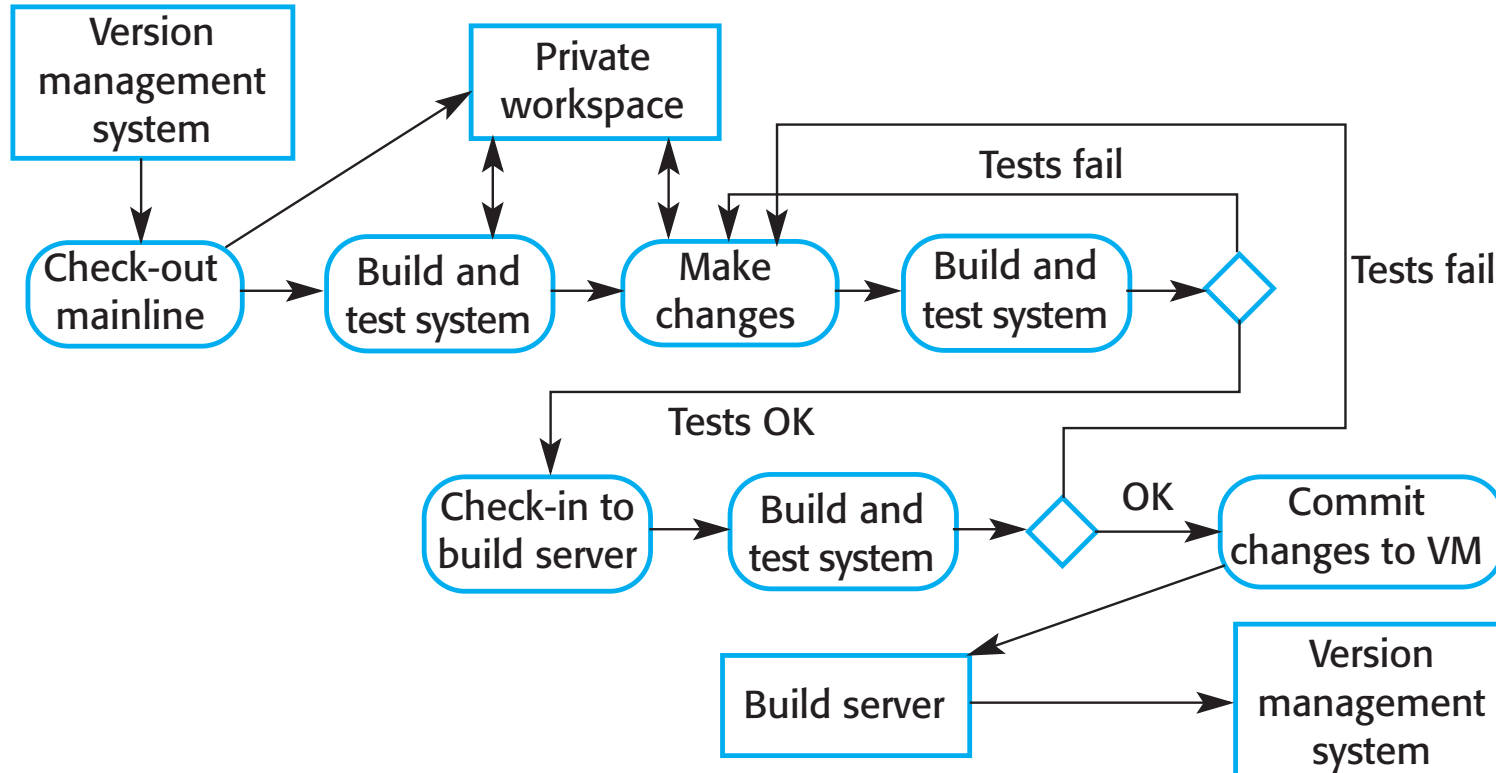 Version
management
system
Private
workspace
Tests fail
Check-out
mainline
Build and
test system
Make
changes
Build and
test system
Tests fail
Tests OK
Check-in to
build server
Build and
test system
OK
Commit
changes to VM
Build server
Version
management
system